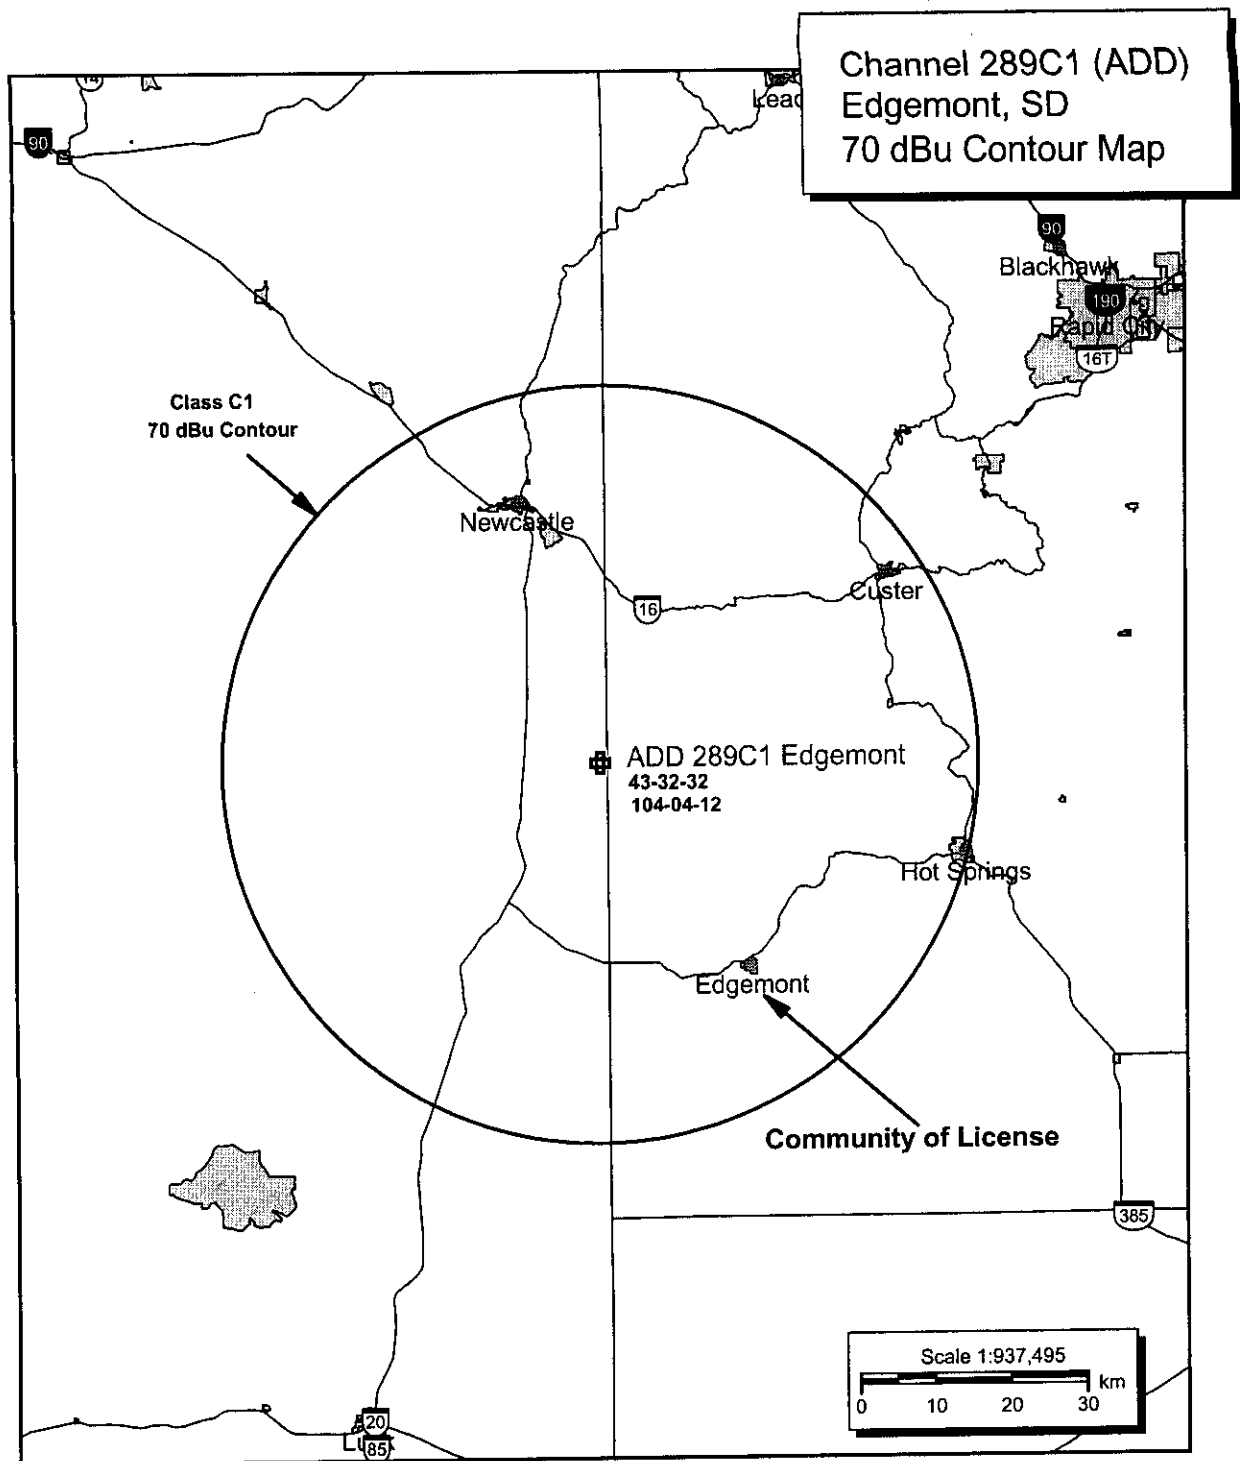 Channel 289C1 (ADD)
Edgemont, SD
70 dBu Contour Map
14
Lead
90
90
Blackhawk
190
Rapid City
16T
Class C1
70 dBu Contour
Newcastle
Custer
16
ADD 289C1 Edgemont
43-32-32
104-04-12
Hot Springs
Edgemont
Community of License
385
Scale 1:937,495
km
0 10 20 30
20
85